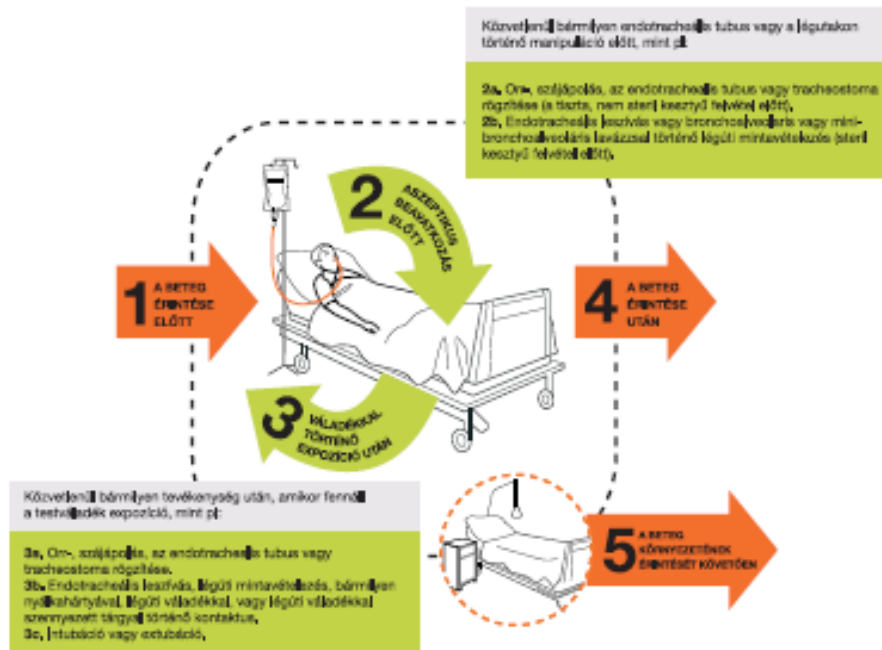 Közvetlenül bármilyen endotracheális tubus vagy a légutakon
történő manipuláció előtt, mint pl:
2a, Orr-, szájápolás, az endotracheális tubus vagy tracheostoma
rögzítése (a tiszta, nem steril kesztyű felvétel előtt),
2b, Endotracheális leszívás vagy bronchoalveoláris vagy mini-
bronchoalveoláris lavázzsal történő légúti mintavételezés (steril
kesztyű felvétel előtt),
1 A BETEG
ÉRINTÉSE
ELŐTT
2 ASZEPTIKUS
BEAVATKOZÁS
ELŐTT
4 A BETEG
ÉRINTÉSE
UTÁN
3 VÁLADÉKKAL
TÖRTÉNŐ
EXPOZÍCIÓ UTÁN
Közvetlenül bármilyen tevékenység után, amikor fennáll
a testváladék expozíció, mint pl:
3a, Orr-, szájápolás, az endotracheális tubus vagy
tracheostoma rögzítése.
3b, Endotracheális leszívás, légúti mintavételezés, bármilyen
nyálkahártyával, légúti váladékkal, vagy légúti váladékkal
szennyezett tárggyal történő kontaktus,
3c, Intubáció vagy extubáció,
5 A BETEG
KÖRNYEZETÉNEK
ÉRINTÉSÉT KÖVETŐEN